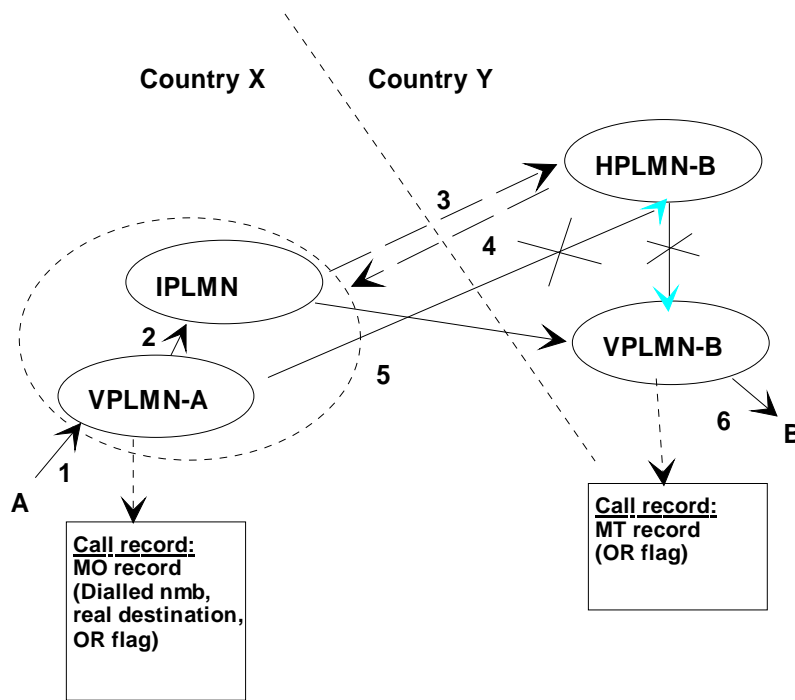 Country X
Country Y
HPLMN-B
3
4
IPLMN
2
VPLMN-B
5
VPLMN-A
6
B
1
A
Call record:
MO record
(Dialled nmb,
real destination,
OR flag)
Call record:
MT record
(OR flag)